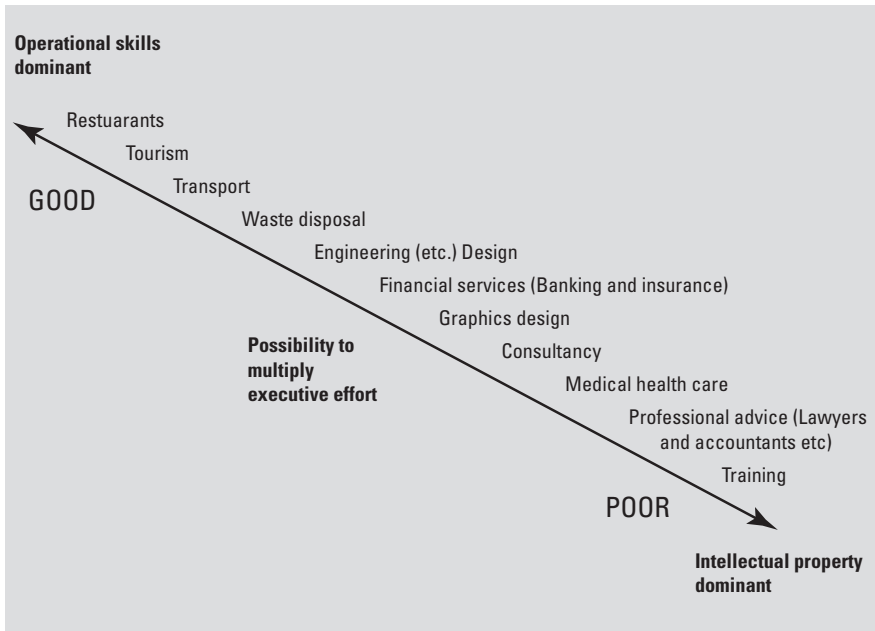 Operational skills
dominant
Restuarants
Tourism
GOOD
Transport
Waste disposal
Engineering (etc.) Design
Financial services (Banking and insurance)
Graphics design
Possibility to
multiply
executive effort
Consultancy
Medical health care
Professional advice (Lawyers
and accountants etc)
Training
POOR
Intellectual property
dominant